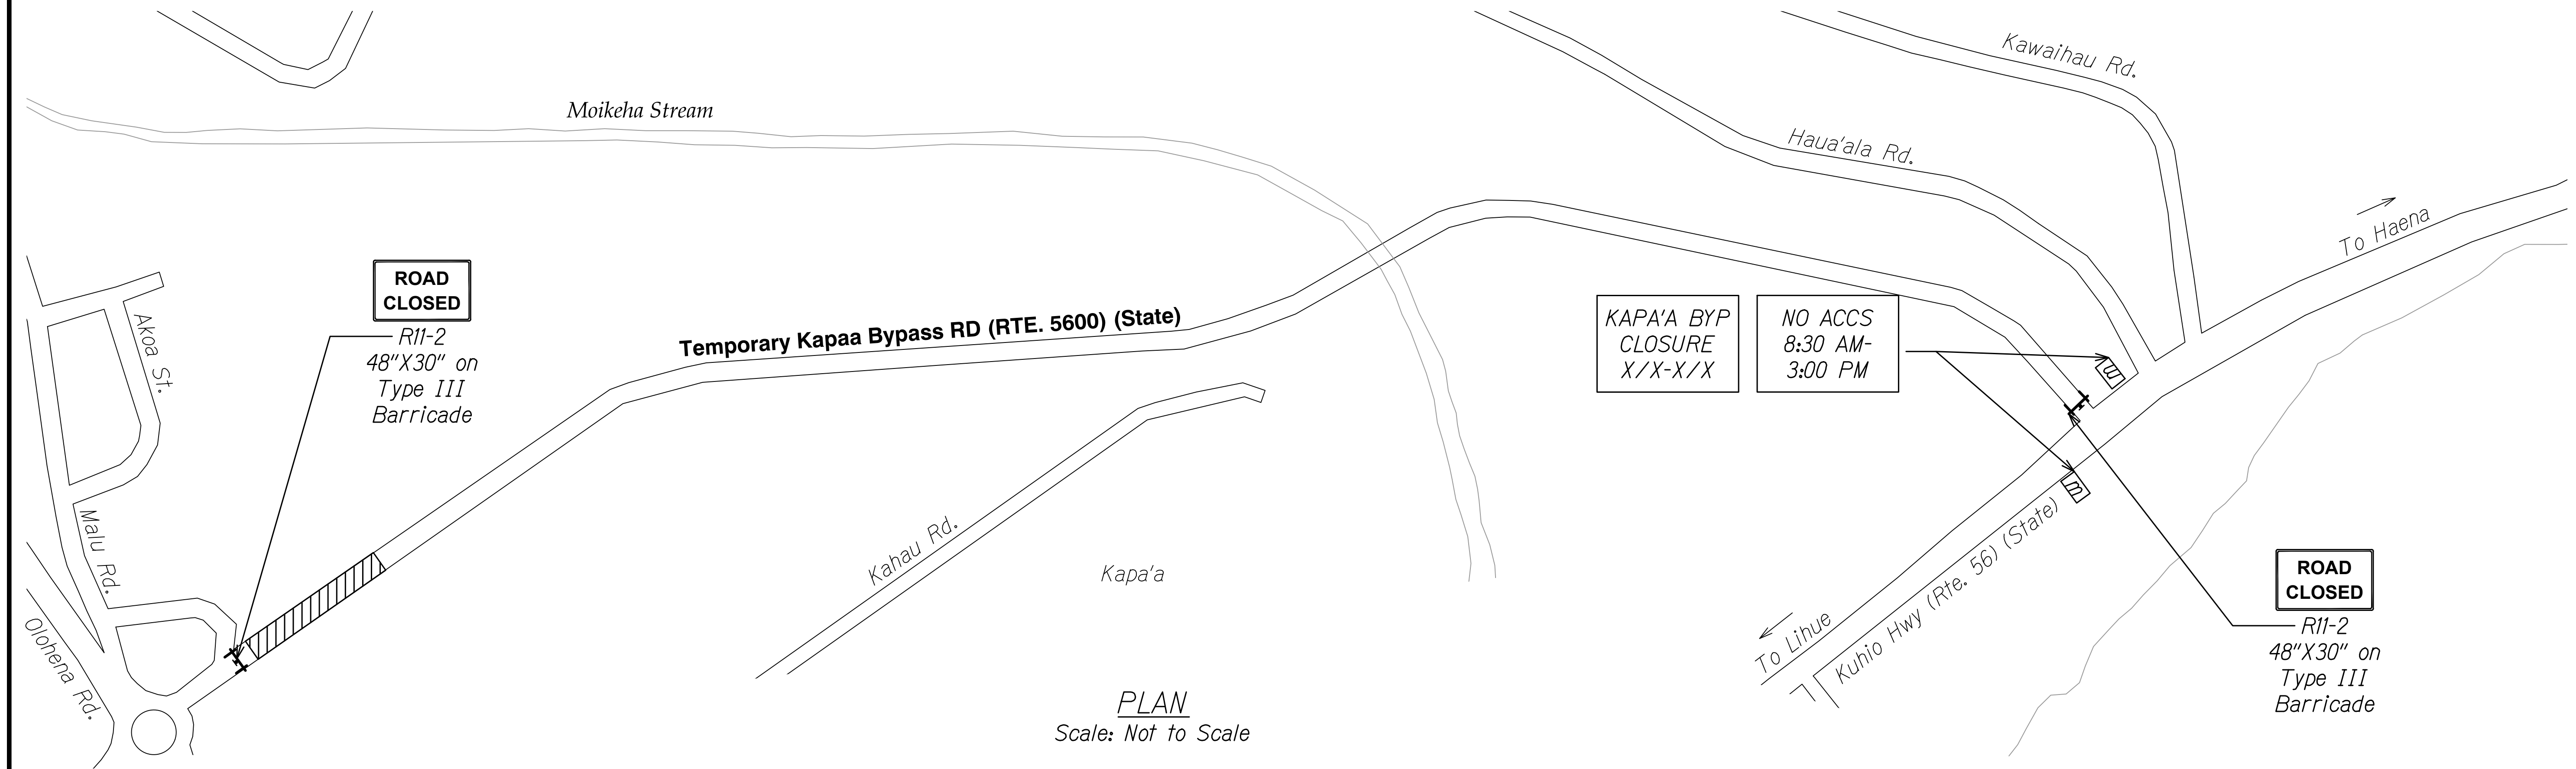 Kawaihau Rd.
Moikeha Stream
Haua'ala Rd.
To Haena
ROAD
CLOSED
R11-2
48"X30" on
Type III
Barricade
Akoa St.
Temporary Kapaa Bypass RD (RTE. 5600) (State)
KAPA'A BYP
CLOSURE
X/X-X/X
NO ACCS
8:30 AM-
3:00 PM
Malu Rd.
Kahau Rd.
Kapa'a
Olohena Rd.
To Lihue
Kuhio Hwy (Rte. 56) (State)
ROAD
CLOSED
R11-2
48"X30" on
Type III
Barricade
PLAN
Scale: Not to Scale